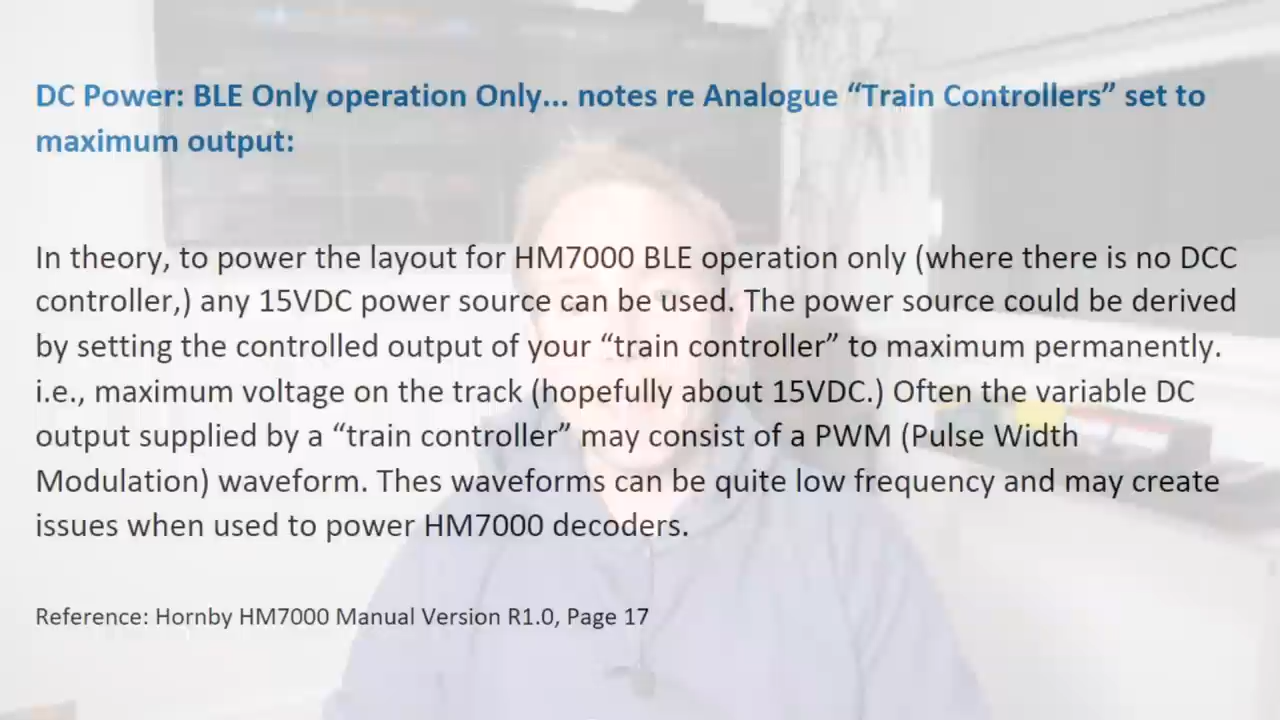 DC Power: BLE Only operation Only... notes re Analogue “Train Controllers” set to
maximum output:
In theory, to power the layout for HM7000 BLE operation only (where there is no DCC
controller,) any 15VDC power source can be used. The power source could be derived
by setting the controlled output of your “train controller” to maximum permanently.
i.e., maximum voltage on the track (hopefully about 15VDC.) Often the variable DC
output supplied by a “train controller” may consist of a PWM (Pulse Width
Modulation) waveform. Thes waveforms can be quite low frequency and may create
issues when used to power HM7000 decoders.
Reference: Hornby HM7000 Manual Version R1.0, Page 17